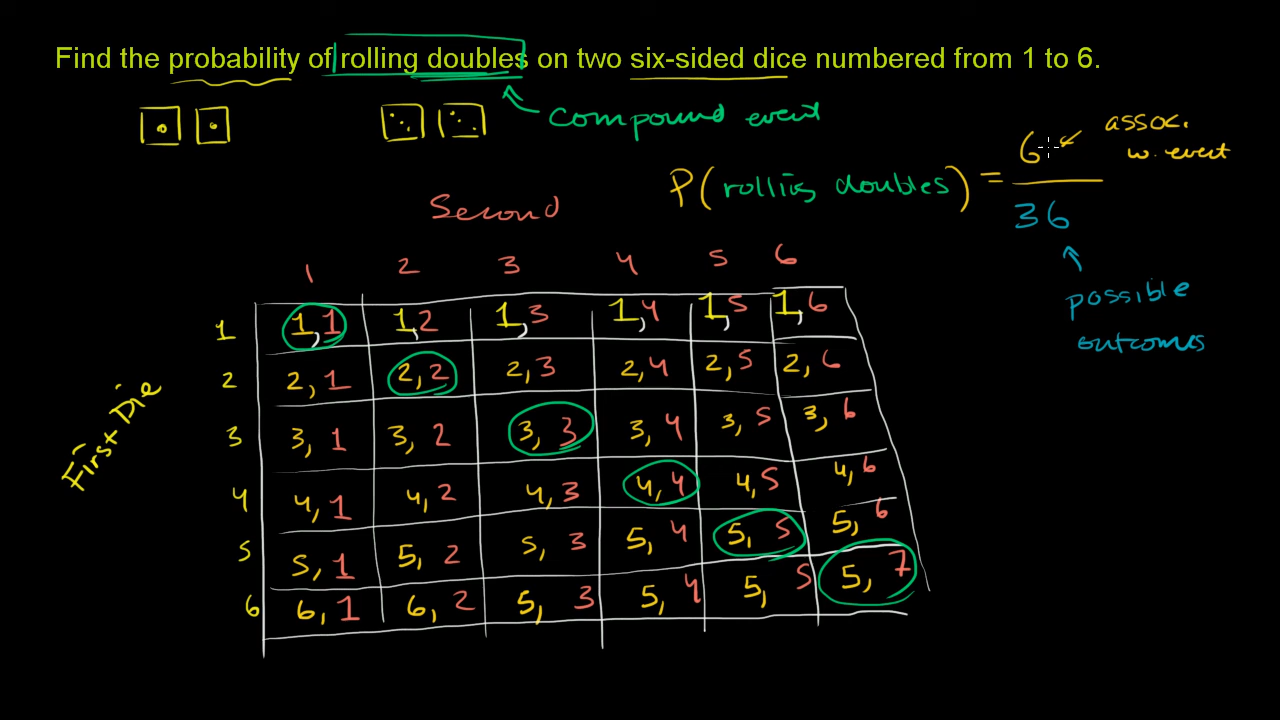 Find the probability of rolling doubles on two six-sided dice numbered from 1 to 6.
compound event
P(rolling doubles) = 6/36
assoc.
w. event
possible
outcomes
Second
1 2 3 4 5 6
First Die
1 1,1 1,2 1,3 1,4 1,5 1,6
2 2,1 2,2 2,3 2,4 2,5 2,6
3 3,1 3,2 3,3 3,4 3,5 3,6
4 4,1 4,2 4,3 4,4 4,5 4,6
5 5,1 5,2 5,3 5,4 5,5 5,6
6 6,1 6,2 5,3 5,4 5,5 5,7